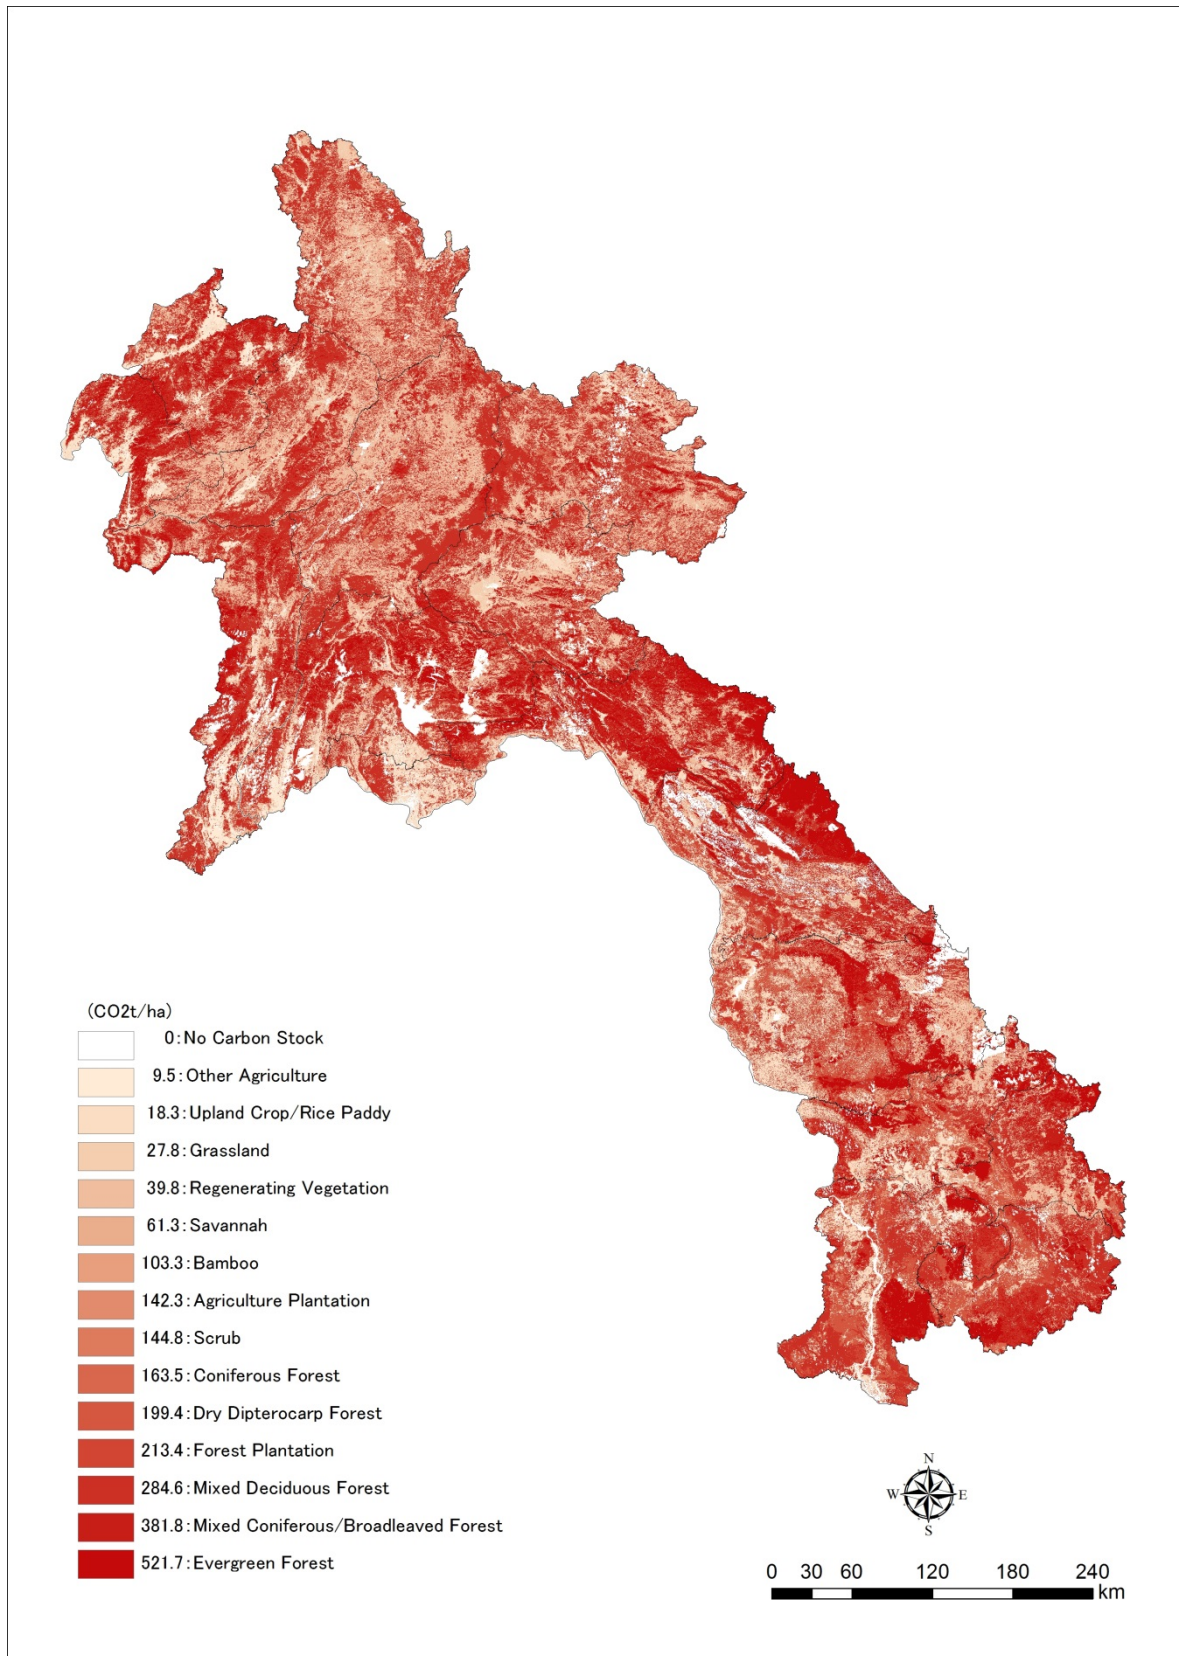 (CO2t/ha)
0:No Carbon Stock
9.5:Other Agriculture
18.3:Upland Crop/Rice Paddy
27.8:Grassland
39.8:Regenerating Vegetation
61.3:Savannah
103.3:Bamboo
142.3:Agriculture Plantation
144.8:Scrub
163.5:Coniferous Forest
199.4:Dry Dipterocarp Forest
213.4:Forest Plantation
284.6:Mixed Deciduous Forest
381.8:Mixed Coniferous/Broadleaved Forest
521.7:Evergreen Forest
N
W E
S
0 30 60 120 180 240
km